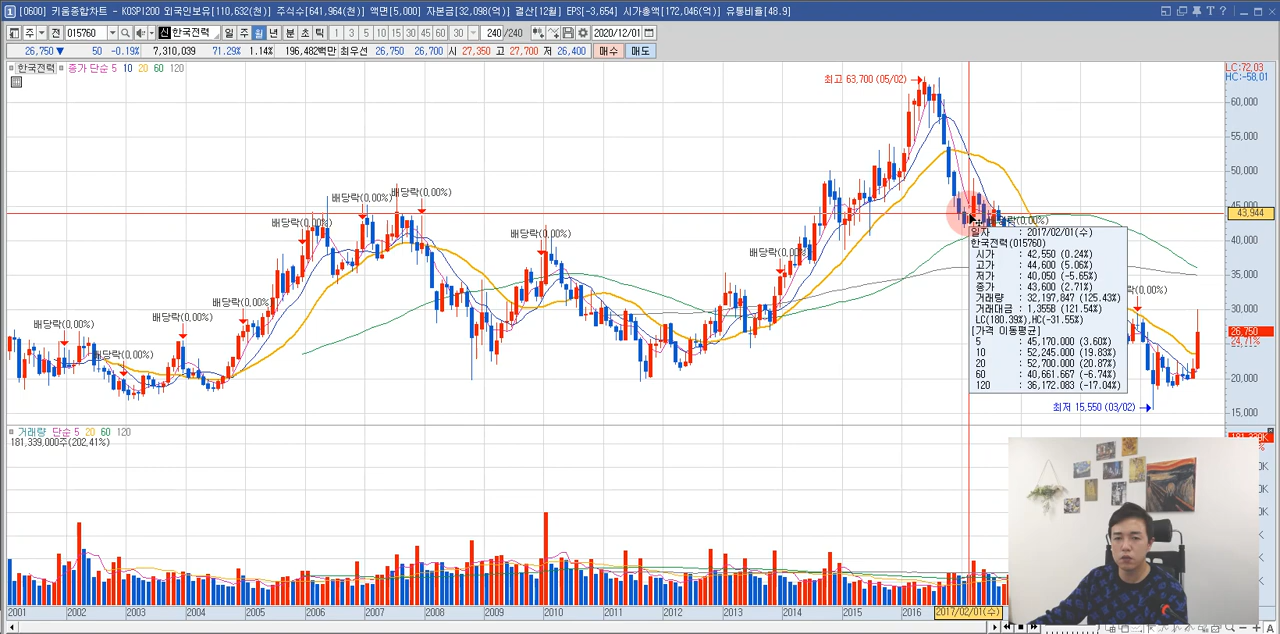 [0600] 키움종합차트 - KOSPI200 외국인보유[110,632(천)] 주식수[641,964(천)] 액면[5,000] 자본금[32,098(억)] 결산[12월] EPS[-3,654] 시가총액[172,046(억)] 유통비율[48.9]
주 전 015760 신 한국전력 일 주 월 년 분 초 틱 1 3 5 10 15 30 45 60 30 240 /240 2020/12/01
26,750 ▼ 50 -0.19% 7,310,039 71.29% 1.14% 196,482백만 최우선 26,750 26,700 시 27,350 고 27,700 저 26,400 매수 매도
한국전력 종가 단순 5 10 20 60 120
LC:72.03
HC:-58.01
최고 63,700 (05/02)
60,000
55,000
50,000
배당락(0.00%) 배당락(0.00%)
45,000
43,944
배당락(0.00%) 배당락(0.00%) 배당락(0.00%) 배당락(0.00%)
40,000
35,000
배당락(0.00%) 배당락(0.00%) 배당락(0.00%) 배당락(0.00%)
30,000
26,750
24.71%
25,000
20,000
15,000
일자 : 2017/02/01(수)
한국전력(015760)
시가 : 42,550 (0.24%)
고가 : 44,600 (5.06%)
저가 : 40,050 (-5.65%)
종가 : 43,600 (2.71%)
거래량 : 32,197,847 (125.43%)
거래대금 : 1,355B (121.54%)
LC(180.39%),HC(-31.55%)
[가격 이동평균]
5 : 45,170.000 (3.60%)
10 : 52,245.000 (19.83%)
20 : 52,700.000 (20.87%)
60 : 40,661.667 (-6.74%)
120 : 36,172.083 (-17.04%)
최저 15,550 (03/02)
거래량 단순 5 20 60 120
181,339,000주(202.41%)
2001 2002 2003 2004 2005 2006 2007 2008 2009 2010 2011 2012 2013 2014 2015 2016 2017/02/01(수)